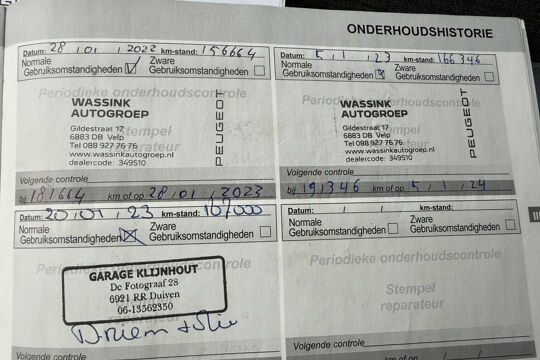 ONDERHOUDSHISTORIE
Datum: 28 / 01 / 2022 km-stand: 156664
Normale Gebruiksomstandigheden
Zware Gebruiksomstandigheden
Periodieke onderhoudscontrole
WASSINK
AUTOGROEP
Gildestraat 17
6883 DB Velp
Tel 088 927 76 76
www.wassinkautogroep.nl
dealercode: 349510
PEUGEOT
Stempel
reparateur
Volgende controle
bij 181664 km of op 28 / 01 / 2023
Datum: 5 / 1 / 23 km-stand: 166346
Normale Gebruiksomstandigheden
Zware Gebruiksomstandigheden
Periodieke onderhoudscontrole
WASSINK
AUTOGROEP
Gildestraat 17
6883 DB Velp
Tel 088 927 76 76
www.wassinkautogroep.nl
dealercode: 349510
PEUGEOT
Stempel
reparateur
Volgende controle
bij 191346 km of op 5 / 1 / 24
Datum: 20 / 01 / 23 km-stand: 167000
Normale Gebruiksomstandigheden
Zware Gebruiksomstandigheden
Periodieke onderhoudscontrole
GARAGE KLIJNHOUT
De Fotograaf 28
6921 RR Duiven
06-13562350
Volgende controle
Datum: / / km-stand:
Normale Gebruiksomstandigheden
Zware Gebruiksomstandigheden
Periodieke onderhoudscontrole
Stempel
reparateur
Volgende controle